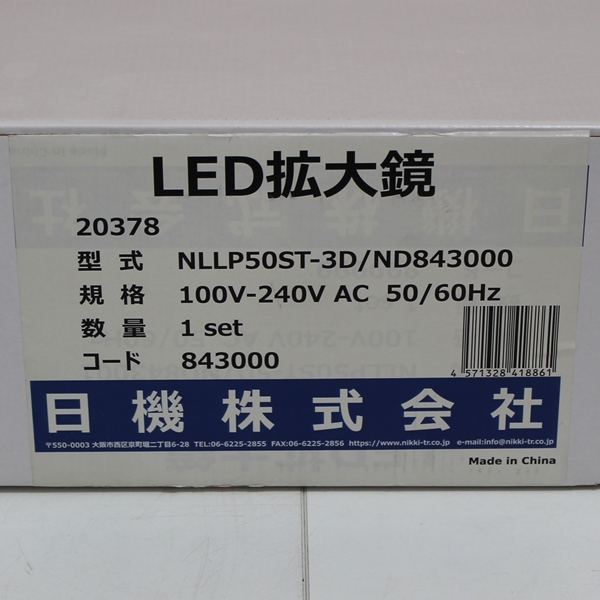 LED拡大鏡
20378
型 式 NLLP50ST-3D/ND843000
規 格 100V-240V AC 50/60Hz
数 量 1 set
コード 843000
4 571328 418861
日機株式会社
〒550-0003 大阪市西区京町堀二丁目6-28 TEL:06-6225-2855 FAX:06-6225-2856 https://www.nikki-tr.co.jp e-mail:info@nikki-tr.co.jp
Made in China